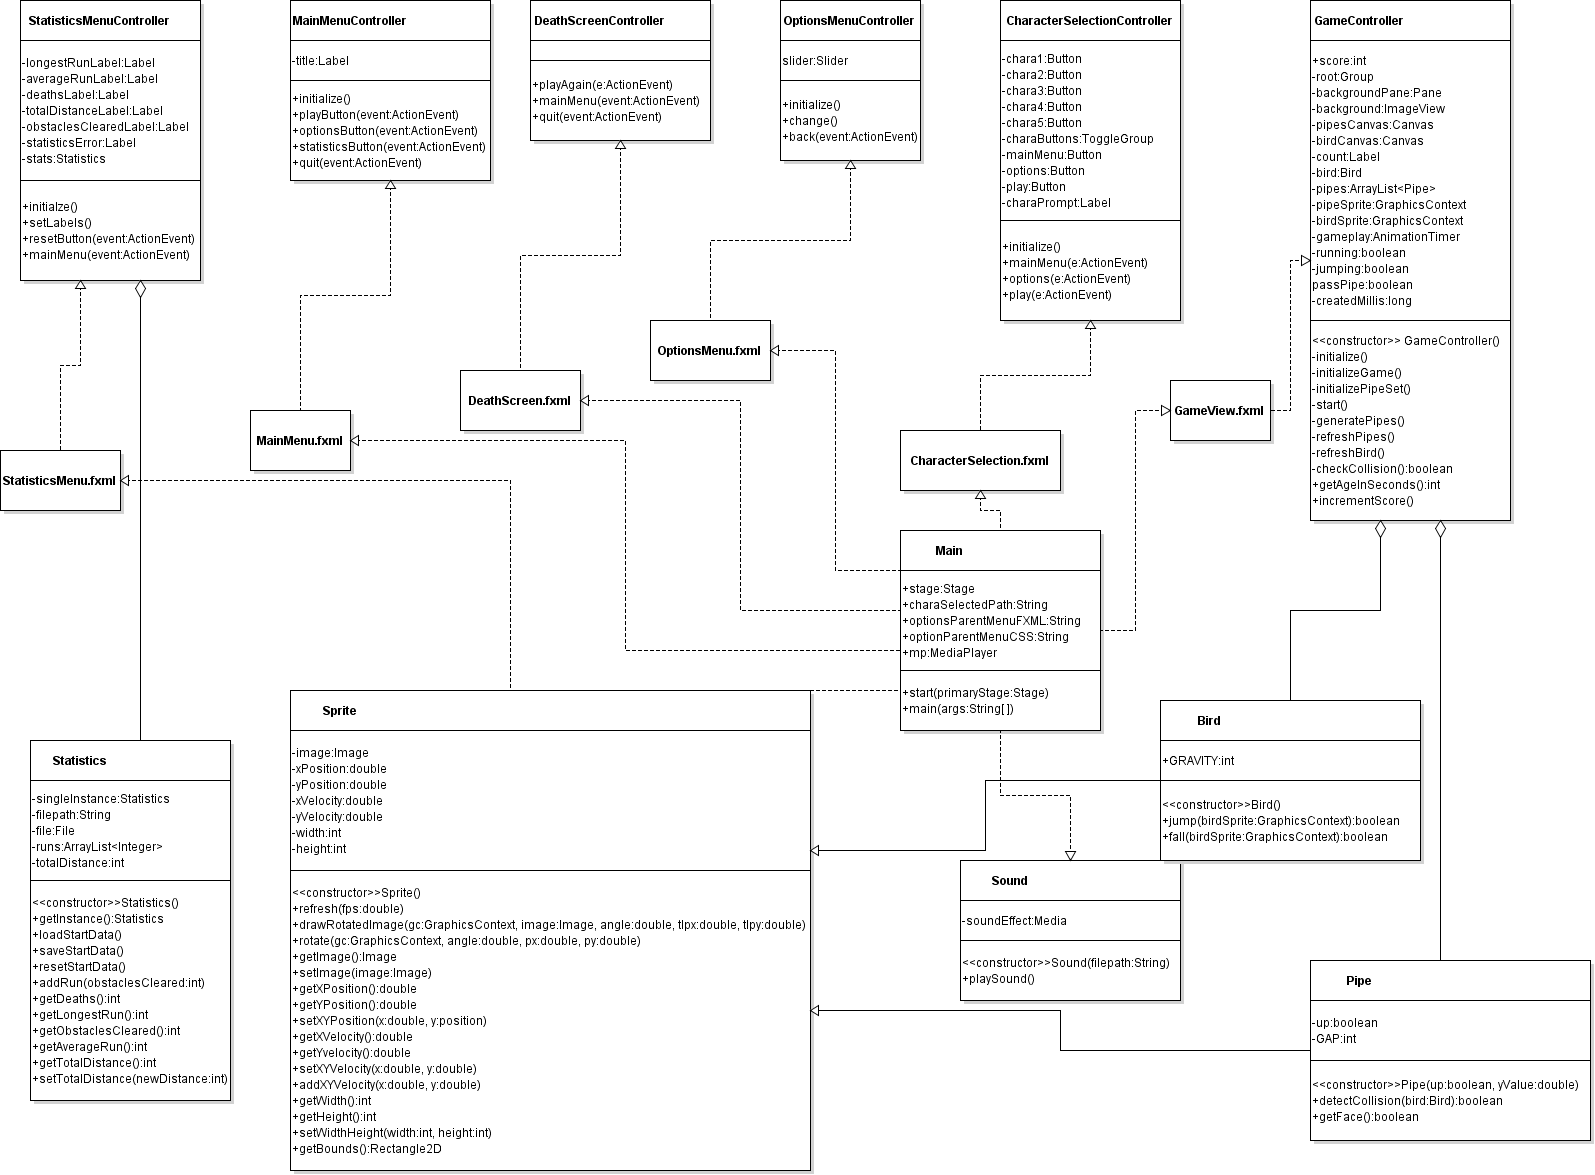 StatisticsMenuController
-longestRunLabel:Label
-averageRunLabel:Label
-deathsLabel:Label
-totalDistanceLabel:Label
-obstaclesClearedLabel:Label
-statisticsError:Label
-stats:Statistics
+initialze()
+setLabels()
+resetButton(event:ActionEvent)
+mainMenu(event:ActionEvent)
MainMenuController
-title:Label
+initialize()
+playButton(event:ActionEvent)
+optionsButton(event:ActionEvent)
+statisticsButton(event:ActionEvent)
+quit(event:ActionEvent)
DeathScreenController
+playAgain(e:ActionEvent)
+mainMenu(event:ActionEvent)
+quit(event:ActionEvent)
OptionsMenuController
slider:Slider
+initialize()
+change()
+back(event:ActionEvent)
CharacterSelectionController
-chara1:Button
-chara2:Button
-chara3:Button
-chara4:Button
-chara5:Button
-charaButtons:ToggleGroup
-mainMenu:Button
-options:Button
-play:Button
-charaPrompt:Label
+initialize()
+mainMenu(e:ActionEvent)
+options(e:ActionEvent)
+play(e:ActionEvent)
GameController
+score:int
-root:Group
-backgroundPane:Pane
-background:ImageView
-pipesCanvas:Canvas
-birdCanvas:Canvas
-count:Label
-bird:Bird
-pipes:ArrayList<Pipe>
-pipeSprite:GraphicsContext
-birdSprite:GraphicsContext
-gameplay:AnimationTimer
-running:boolean
-jumping:boolean
passPipe:boolean
-createdMillis:long
<<constructor>> GameController()
-initialize()
-initializeGame()
-initializePipeSet()
-start()
-generatePipes()
-refreshPipes()
-refreshBird()
-checkCollision():boolean
+getAgeInSeconds():int
+incrementScore()
OptionsMenu.fxml
DeathScreen.fxml
GameView.fxml
MainMenu.fxml
CharacterSelection.fxml
StatisticsMenu.fxml
Main
+stage:Stage
+charaSelectedPath:String
+optionsParentMenuFXML:String
+optionParentMenuCSS:String
+mp:MediaPlayer
+start(primaryStage:Stage)
+main(args:String[])
Sprite
-image:Image
-xPosition:double
-yPosition:double
-xVelocity:double
-yVelocity:double
-width:int
-height:int
<<constructor>>Sprite()
+refresh(fps:double)
+drawRotatedImage(gc:GraphicsContext, image:Image, angle:double, tlpx:double, tlpy:double)
+rotate(gc:GraphicsContext, angle:double, px:double, py:double)
+getImage():Image
+setImage(image:Image)
+getXPosition():double
+getYPosition():double
+setXYPosition(x:double, y:position)
+getXVelocity():double
+getYvelocity():double
+setXYVelocity(x:double, y:double)
+addXYVelocity(x:double, y:double)
+getWidth():int
+getHeight():int
+setWidthHeight(width:int, height:int)
+getBounds():Rectangle2D
Bird
+GRAVITY:int
<<constructor>>Bird()
+jump(birdSprite:GraphicsContext):boolean
+fall(birdSprite:GraphicsContext):boolean
Statistics
-singleInstance:Statistics
-filepath:String
-file:File
-runs:ArrayList<Integer>
-totalDistance:int
<<constructor>>Statistics()
+getInstance():Statistics
+loadStartData()
+saveStartData()
+resetStartData()
+addRun(obstaclesCleared:int)
+getDeaths():int
+getLongestRun():int
+getObstaclesCleared():int
+getAverageRun():int
+getTotalDistance():int
+setTotalDistance(newDistance:int)
Sound
-soundEffect:Media
<<constructor>>Sound(filepath:String)
+playSound()
Pipe
-up:boolean
-GAP:int
<<constructor>>Pipe(up:boolean, yValue:double)
+detectCollision(bird:Bird):boolean
+getFace():boolean